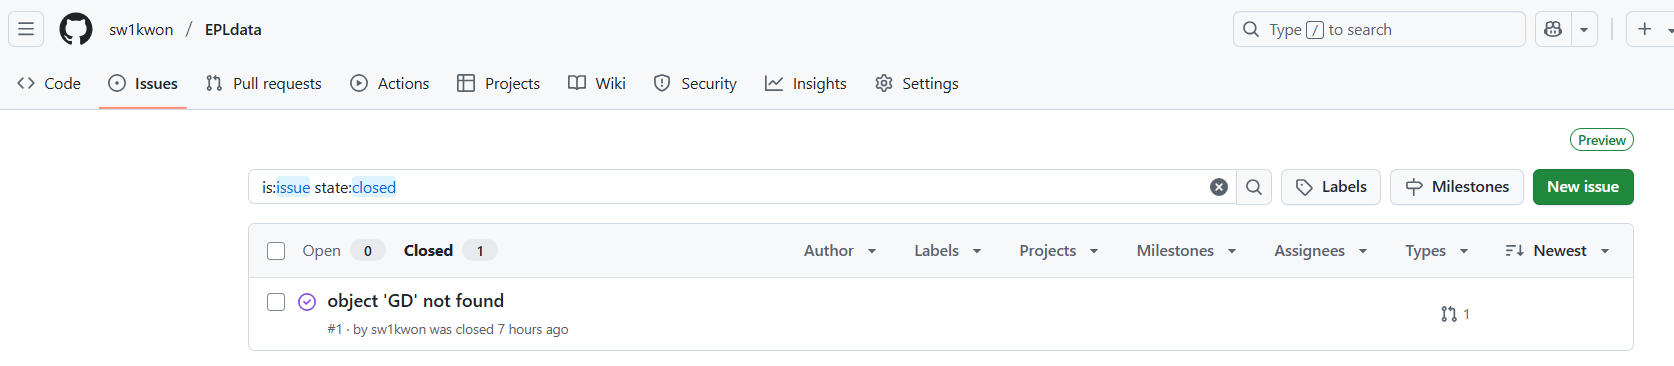 sw1kwon / EPLdata
Type / to search
Code Issues Pull requests Actions Projects Wiki Security Insights Settings
Preview
is:issue state:closed
Labels Milestones New issue
Open 0 Closed 1 Author Labels Projects Milestones Assignees Types Newest
object 'GD' not found
1
#1 · by sw1kwon was closed 7 hours ago